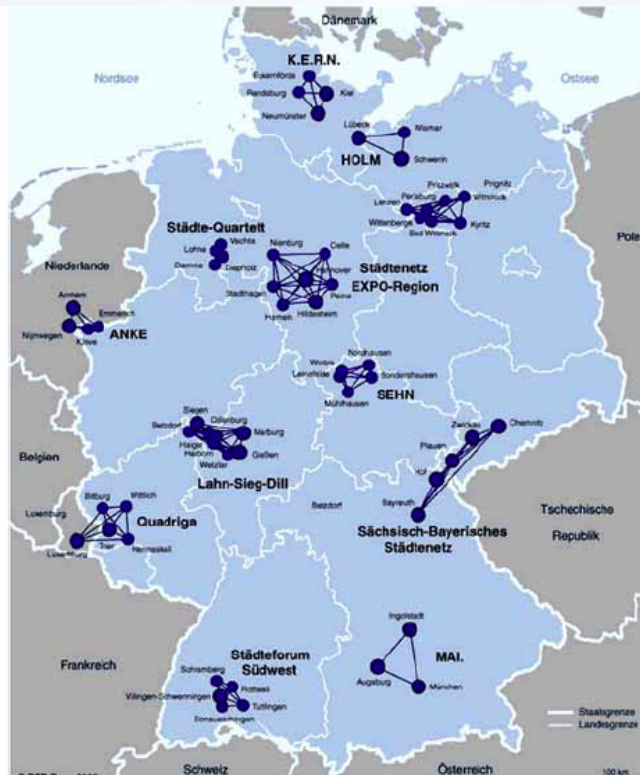 Dänemark
Nordsee
Ostsee
K.E.R.N.
Eckernförde
Rendsburg
Kiel
Neumünster
Lübeck
Wismar
HOLM
Schwerin
Pritzwalk
Prignitz
Perleberg
Wittstock
Lenzen
Wittenberge
Bad Wilsnack
Kyritz
Städte-Quartett
Vechta
Lohne
Damme
Diepholz
Nienburg
Celle
Hannover
Städtenetz
EXPO-Region
Stadthagen
Peine
Hameln
Hildesheim
Niederlande
Arnhem
Emmerich
Nijmegen
Kleve
ANKE
Worbis
Nordhausen
Leinefelde
Sondershausen
SEHN
Mühlhausen
Siegen
Dillenburg
Betzdorf
Marburg
Haiger
Herborn
Wetzlar
Gießen
Lahn-Sieg-Dill
Zwickau
Chemnitz
Plauen
Hof
Bayreuth
Sächsisch-Bayerisches
Städtenetz
Betzdorf
Belgien
Luxemburg
Bitburg
Wittlich
Quadriga
Luxemburg
Trier
Hermeskeil
Tschechische
Republik
Ingolstadt
MAI.
Augsburg
München
Frankreich
Städteforum
Südwest
Schramberg
Rottweil
Villingen-Schwenningen
Tuttlingen
Donaueschingen
Staatsgrenze
Landesgrenze
Schweiz
Österreich
100 km